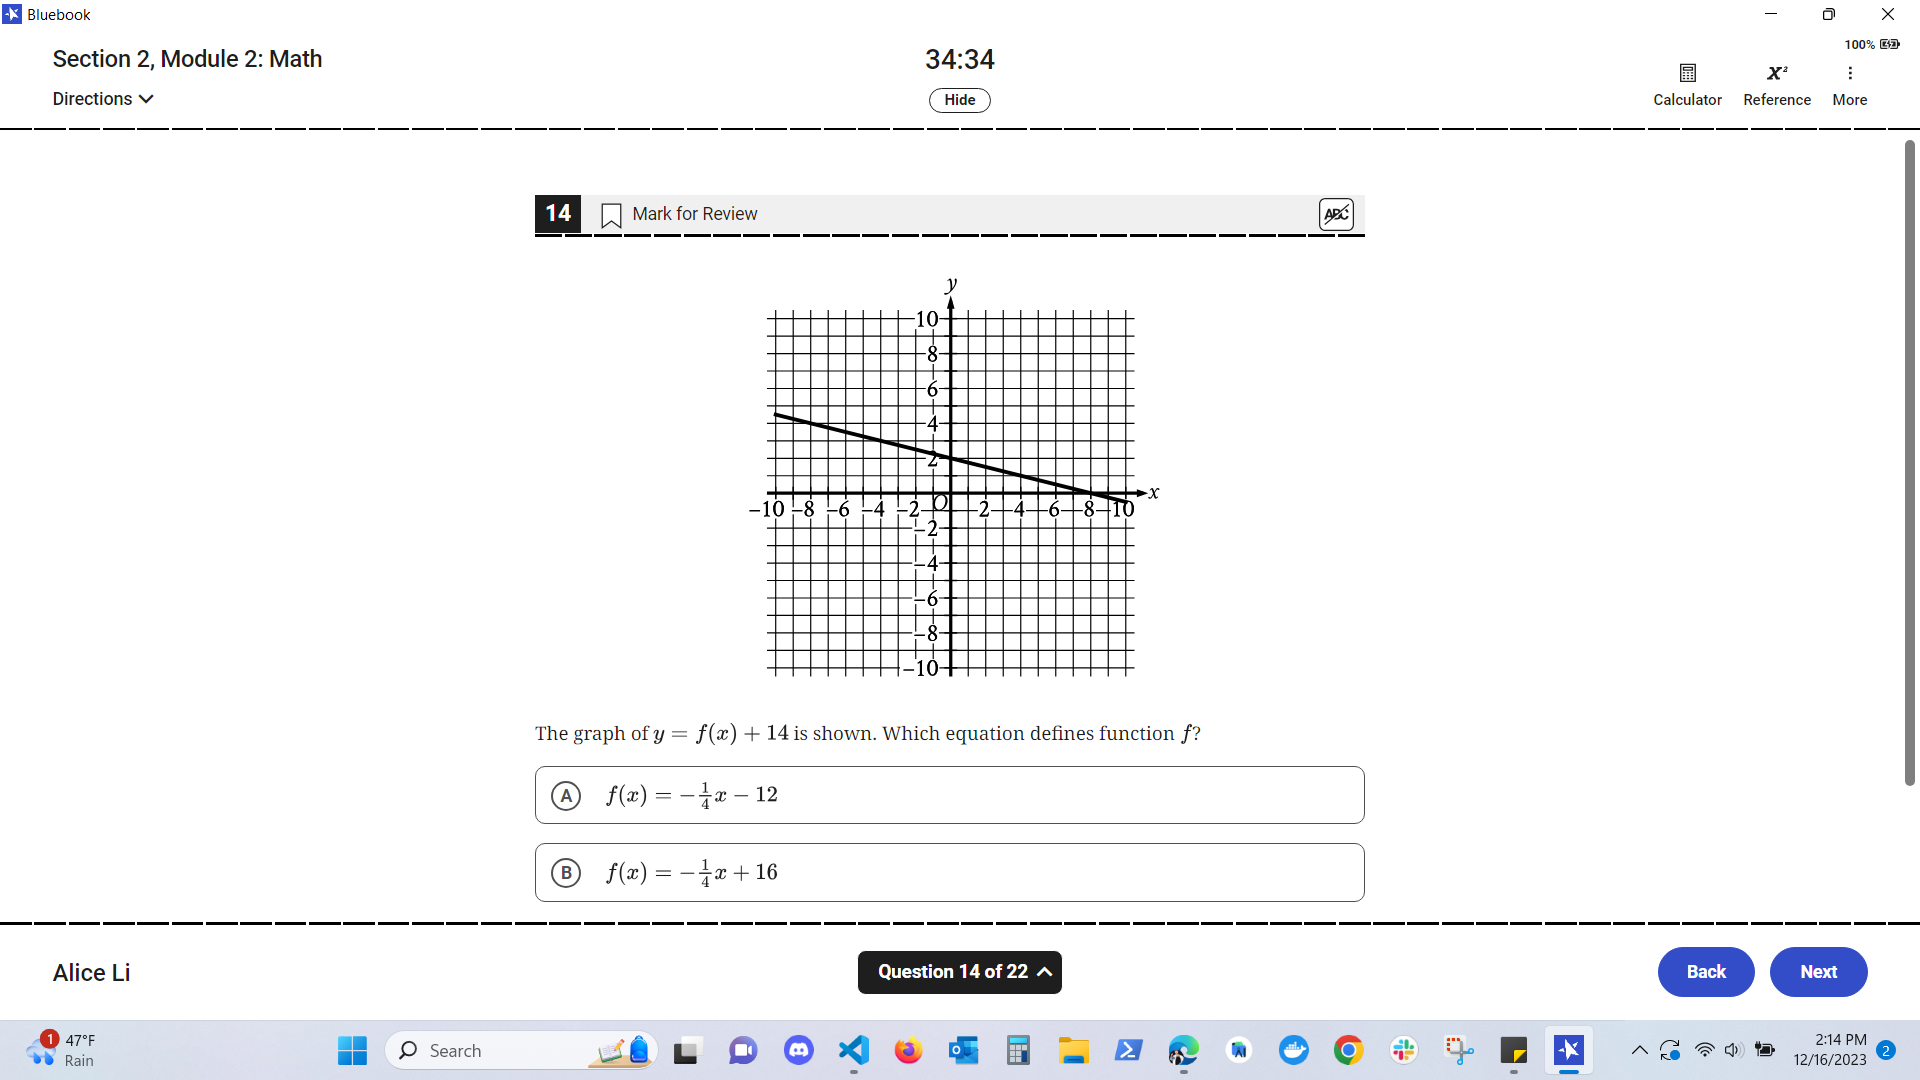 Bluebook
Section 2, Module 2: Math
34:34
100%
Directions
Hide
Calculator
Reference
More
14
Mark for Review
ABC
y
10
8
6
4
2
x
-10 -8 -6 -4 -2 O 2 4 6 8 10
-2
-4
-6
-8
-10
The graph of y = f(x) + 14 is shown. Which equation defines function f?
A f(x) = -1/4 x - 12
B f(x) = -1/4 x + 16
Alice Li
Question 14 of 22
Back
Next
1
47°F
Rain
Search
2:14 PM
12/16/2023
2